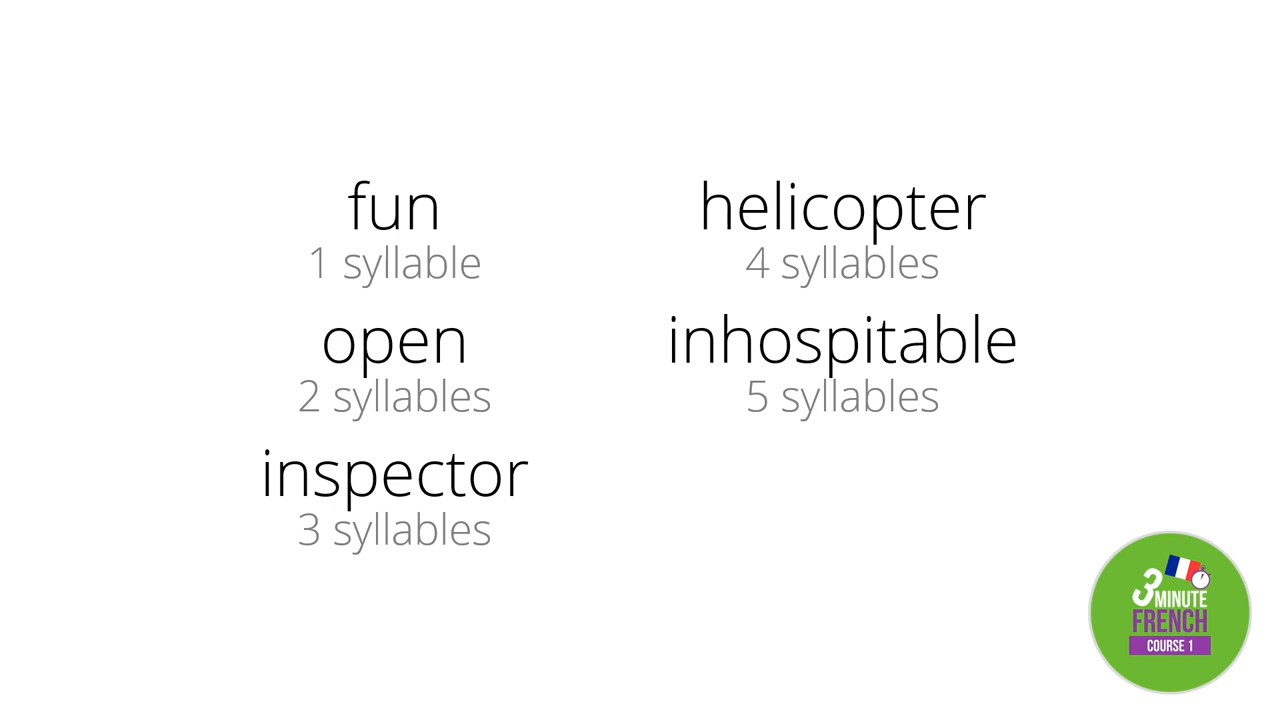 fun
1 syllable
open
2 syllables
inspector
3 syllables
helicopter
4 syllables
inhospitable
5 syllables
3 MINUTE
FRENCH
COURSE 1